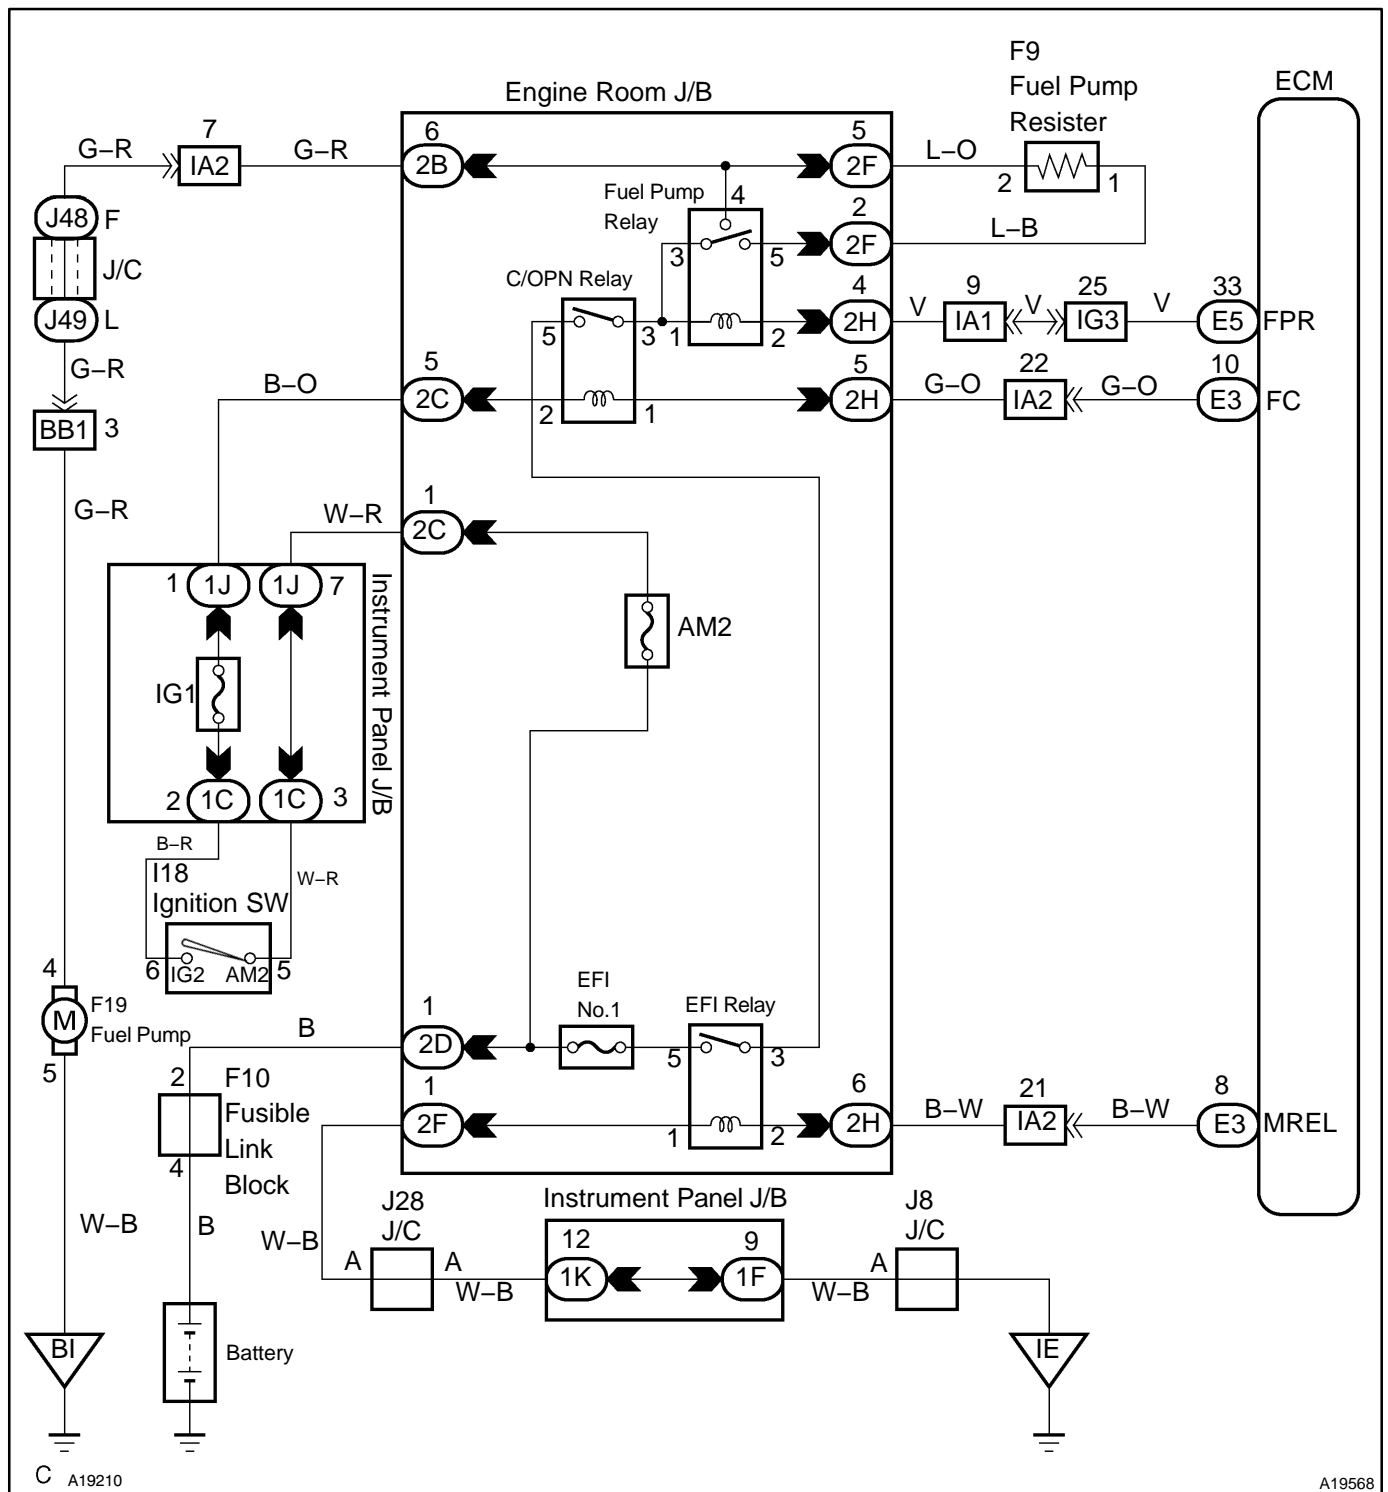 F9
Fuel Pump
Resister
ECM
Engine Room J/B
7
G–R
IA2
G–R
6
2B
5
2F
L–O
2
1
Fuel Pump
Relay
4
2
2F
L–B
3
5
J48
F
J/C
J49
L
C/OPN Relay
5
3
1
2
4
2H
V
9
IA1
V
25
IG3
V
33
E5
FPR
G–R
B–O
5
2C
2
1
5
2H
G–O
22
IA2
G–O
10
E3
FC
BB1
3
G–R
W–R
1
2C
1
1J
1J
7
Instrument Panel J/B
AM2
IG1
2
1C
1C
3
B–R
W–R
I18
Ignition SW
6
IG2
AM2
5
4
M
F19
Fuel Pump
5
B
1
2D
EFI
No.1
EFI Relay
5
3
2
F10
Fusible
Link
Block
4
1
2F
1
2
6
2H
B–W
21
IA2
B–W
8
E3
MREL
W–B
B
W–B
J28
J/C
A
A
W–B
Instrument Panel J/B
12
1K
9
1F
W–B
J8
J/C
A
BI
Battery
IE
C
A19210
A19568